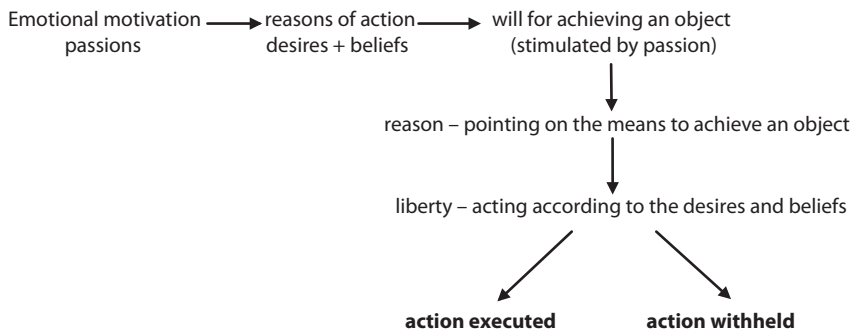 Emotional motivation
passions
reasons of action
desires + beliefs
will for achieving an object
(stimulated by passion)
reason – pointing on the means to achieve an object
liberty – acting according to the desires and beliefs
action executed
action withheld